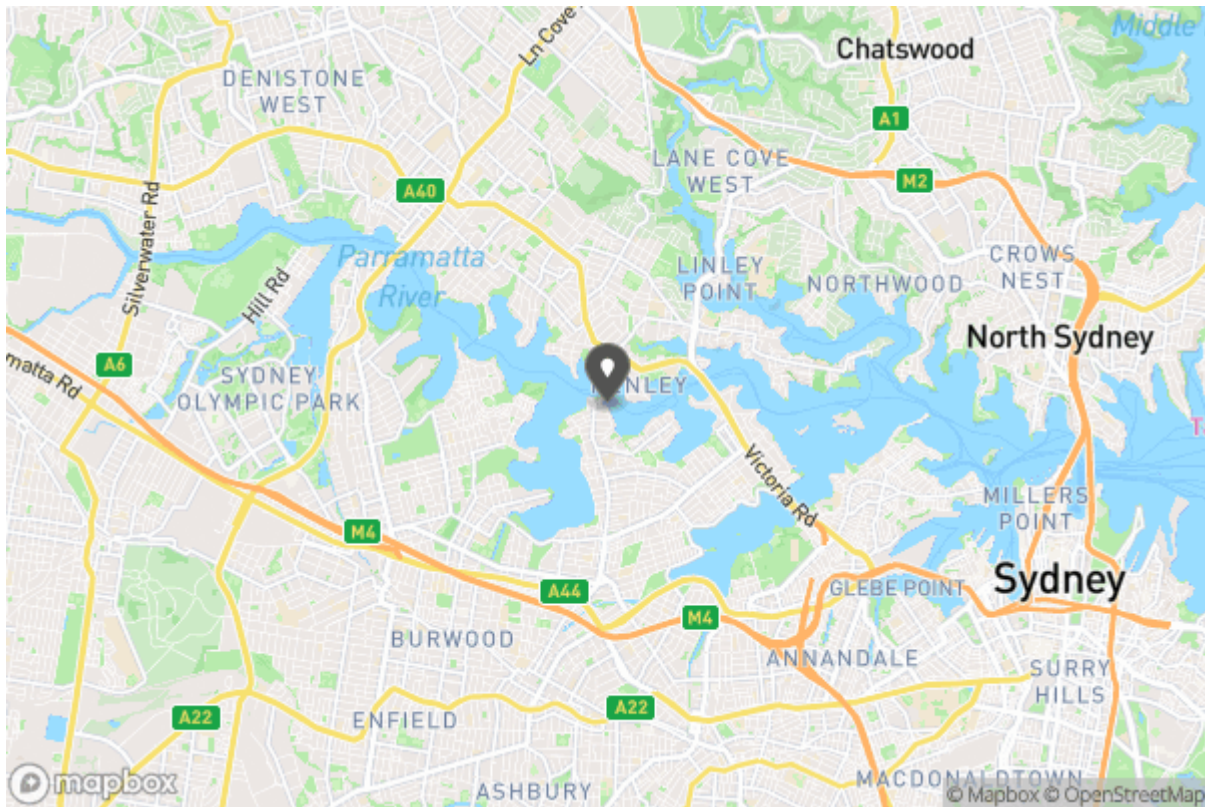 Middle
Chatswood
Ln Cove
DENISTONE
WEST
A1
LANE COVE
WEST
M2
A40
Silverwater Rd
Parramatta
River
Hill Rd
LINLEY
POINT
NORTHWOOD
CROWS
NEST
North Sydney
A6
matta Rd
SYDNEY
OLYMPIC PARK
ENLEY
T
Victoria Rd
MILLERS
POINT
M4
A44
GLEBE POINT
Sydney
BURWOOD
M4
ANNANDALE
SURRY
HILLS
A22
ENFIELD
A22
ASHBURY
MACDONALDTOWN
mapbox
© Mapbox © OpenStreetMap